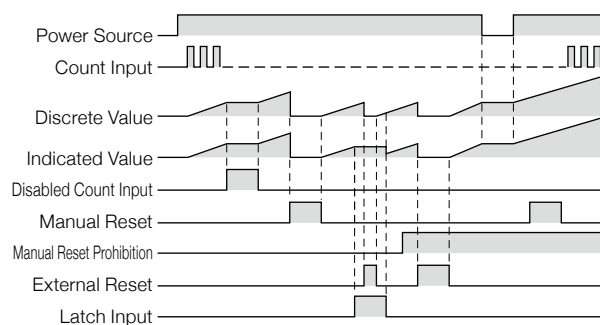 Power Source
Count Input
Discrete Value
Indicated Value
Disabled Count Input
Manual Reset
Manual Reset Prohibition
External Reset
Latch Input